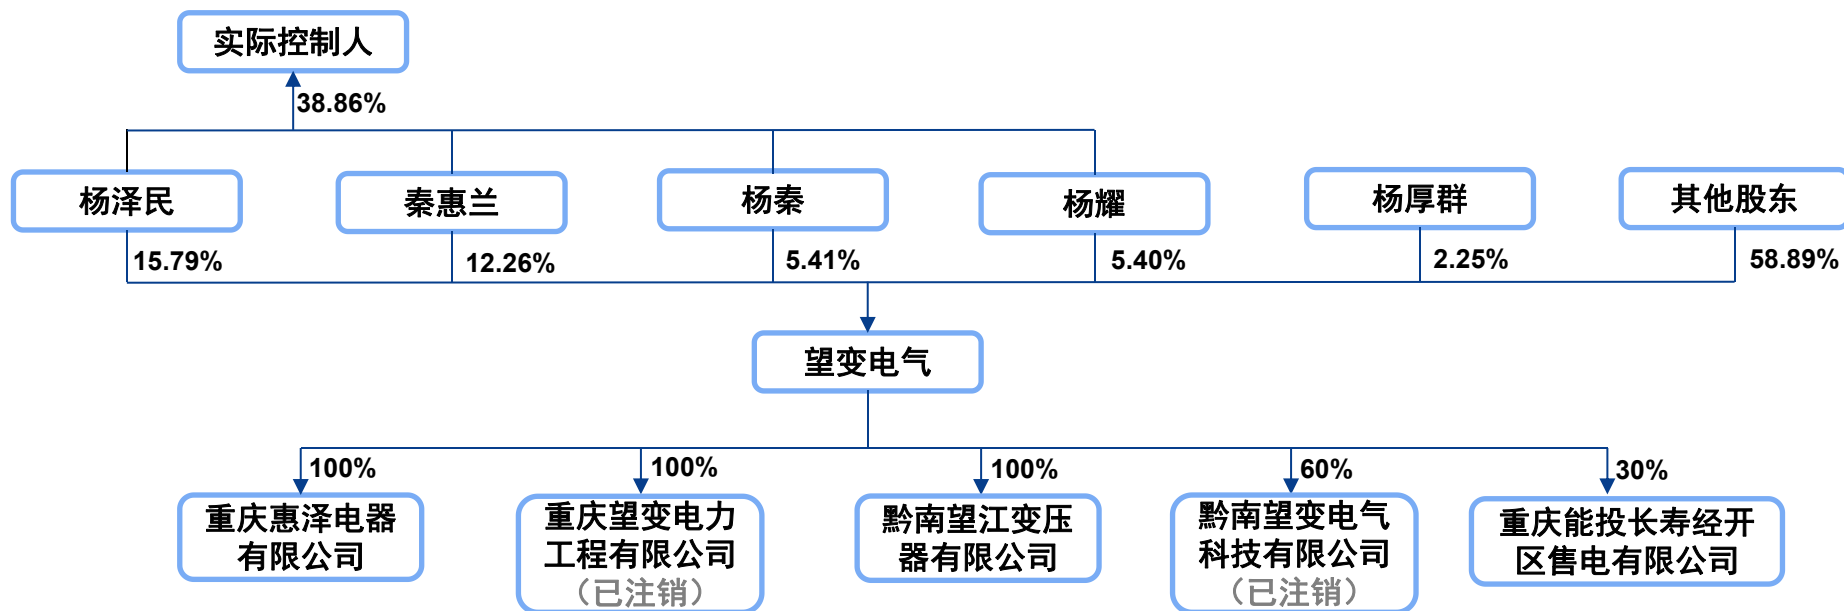 实际控制人
38.86%
杨泽民
秦惠兰
杨秦
杨耀
杨厚群
其他股东
15.79%
12.26%
5.41%
5.40%
2.25%
58.89%
望变电气
100%
100%
100%
60%
30%
重庆惠泽电器
有限公司
重庆望变电力
工程有限公司
（已注销）
黔南望江变压
器有限公司
黔南望变电气
科技有限公司
（已注销）
重庆能投长寿经开
区售电有限公司